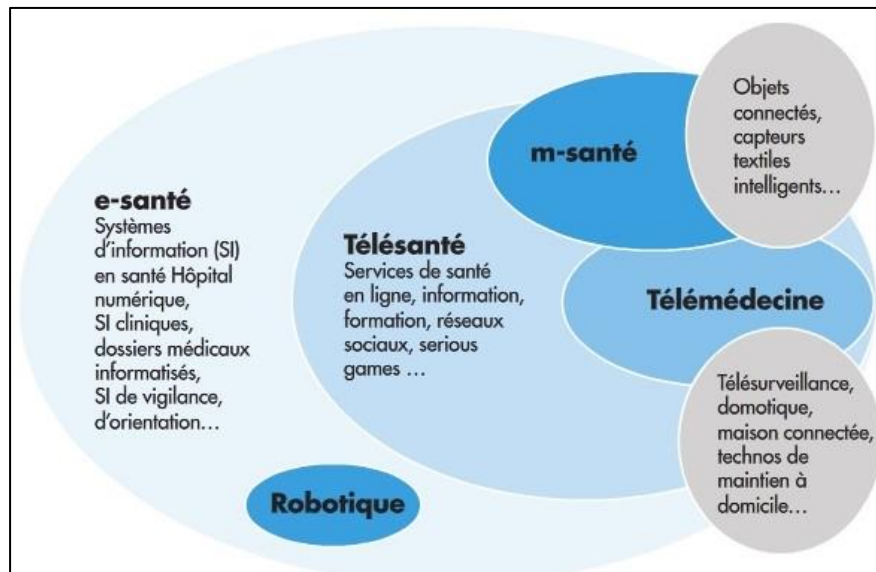 e-santé
Systèmes
d'information (SI)
en santé Hôpital
numérique,
SI cliniques,
dossiers médicaux
informatisés,
SI de vigilance,
d'orientation…
Télésanté
Services de santé
en ligne, information,
formation, réseaux
sociaux, serious
games …
m-santé
Objets
connectés,
capteurs
textiles
intelligents…
Télémédecine
Télésurveillance,
domotique,
maison connectée,
technos de
maintien à
domicile…
Robotique